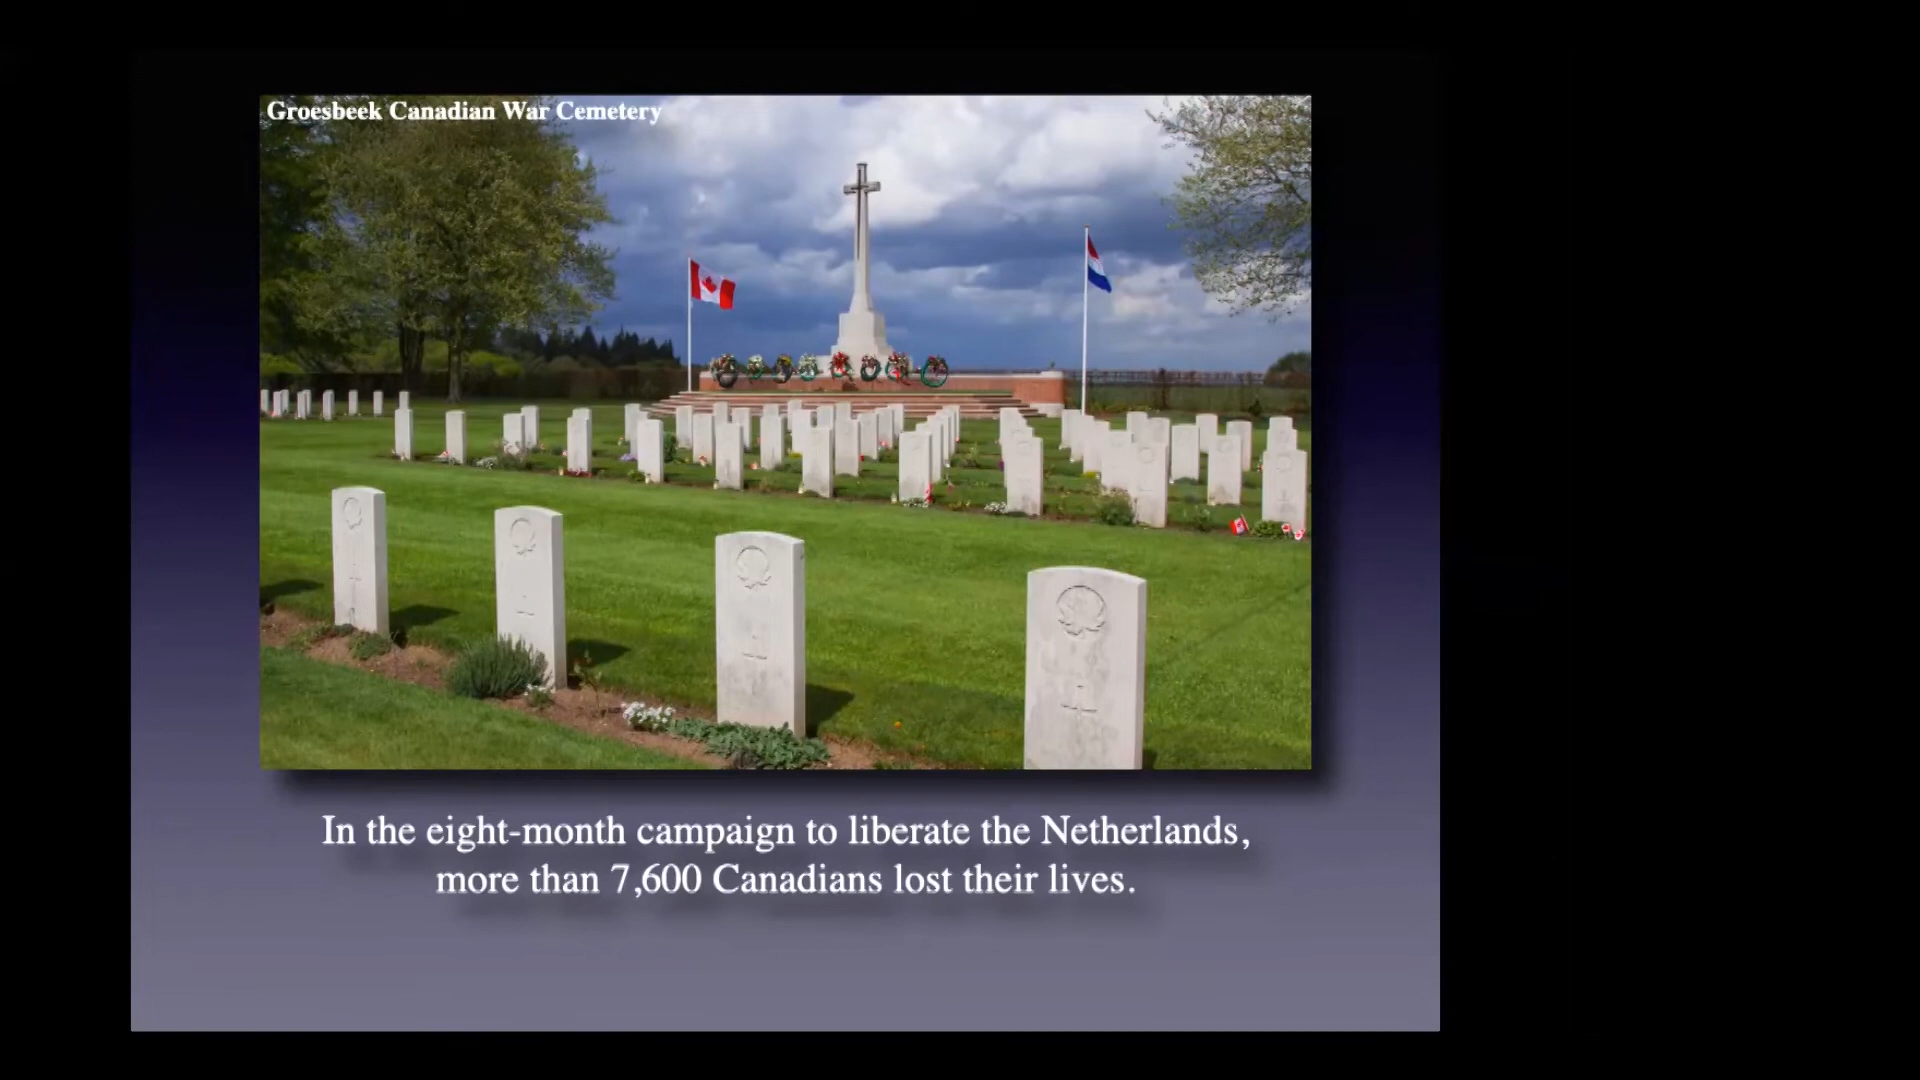 Groesbeek Canadian War Cemetery
In the eight-month campaign to liberate the Netherlands,
more than 7,600 Canadians lost their lives.